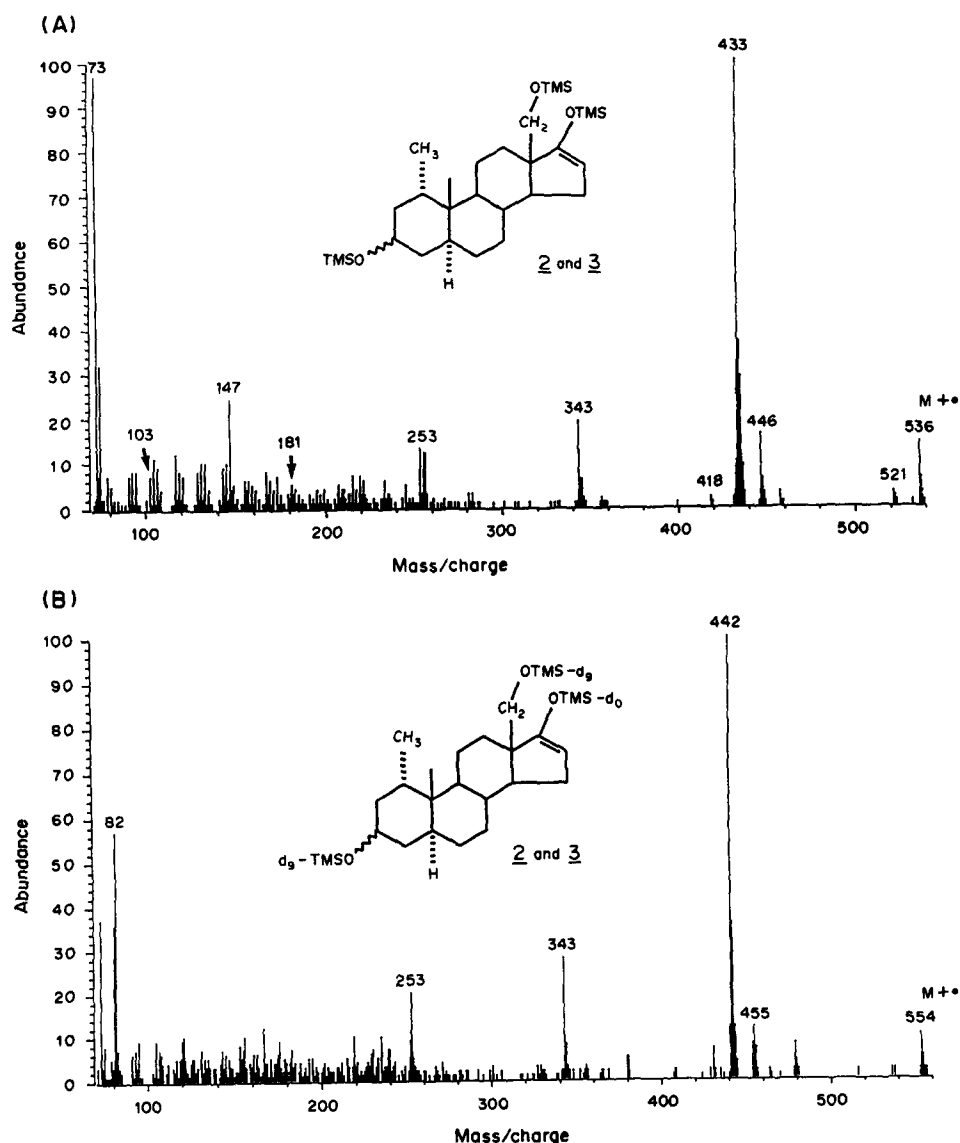 (A)
Abundance
100
90
80
70
60
50
40
30
20
10
0
73
103
147
181
253
343
418
433
446
521
536
M +•
CH3
OTMS
CH2
OTMS
TMSO
H
2 and 3
100
200
300
400
500
Mass/charge
(B)
Abundance
100
90
80
70
60
50
40
30
20
10
0
82
253
343
442
455
554
M +•
CH3
OTMS-d9
CH2
OTMS-d0
d9-TMSO
H
2 and 3
100
200
300
400
500
Mass/charge